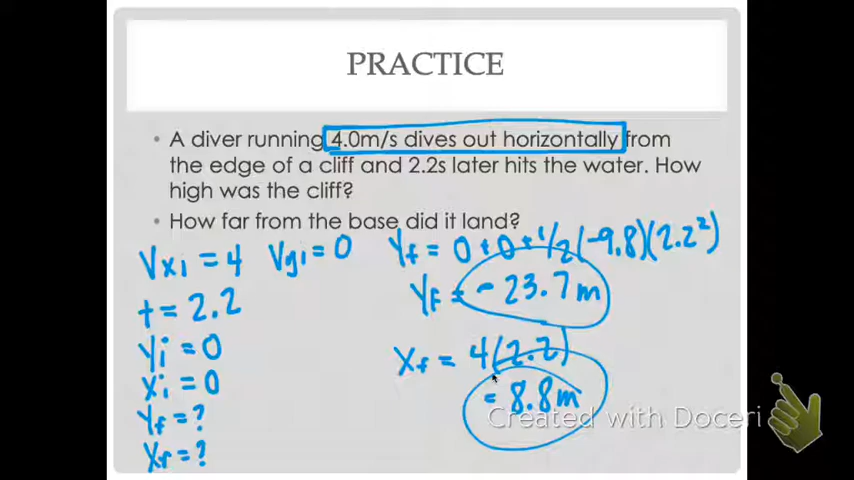 PRACTICE
• A diver running 4.0m/s dives out horizontally from
the edge of a cliff and 2.2s later hits the water. How
high was the cliff?
• How far from the base did it land?
Vxi = 4
Vyi = 0
t = 2.2
yi = 0
xi = 0
yf = ?
xf = ?
yf = 0 + 0 + 1/2(-9.8)(2.2²)
yf = -23.7m
xf = 4(2.2)
= 8.8m
Created with Doceri